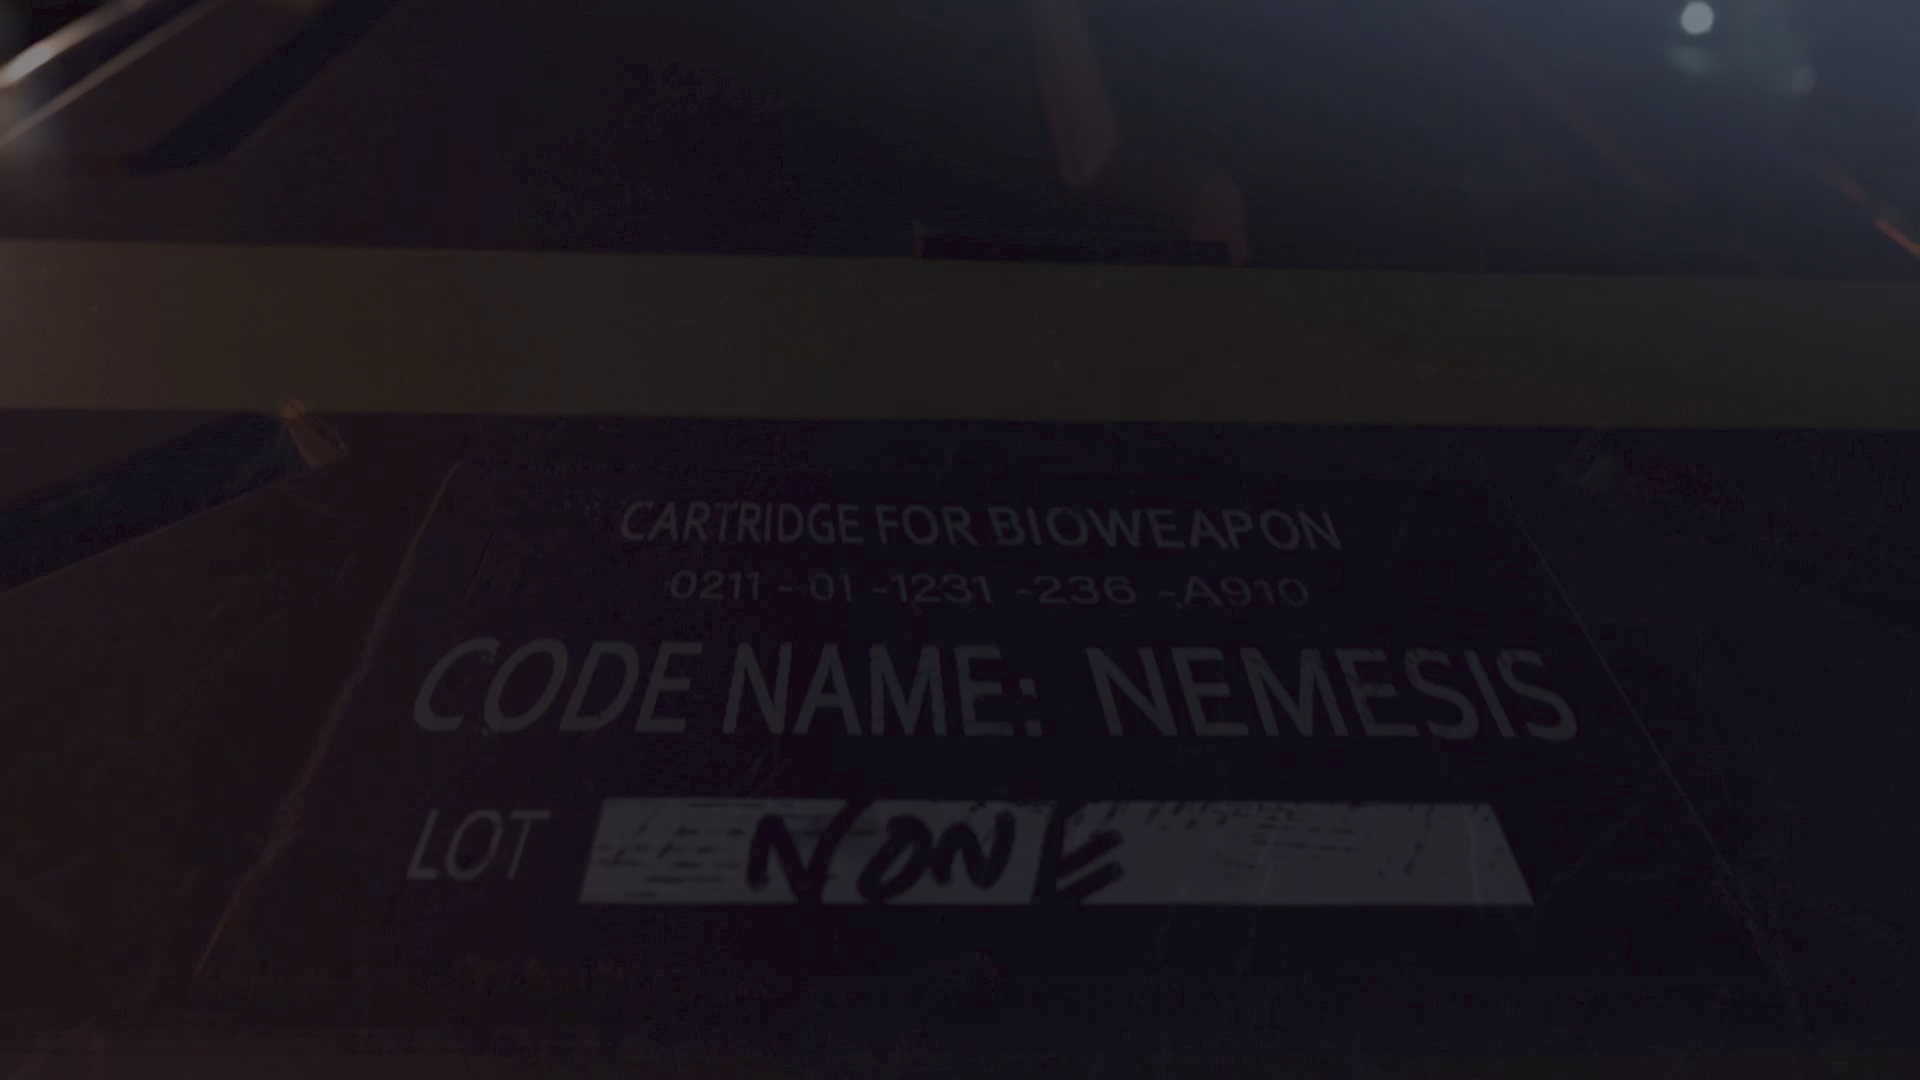 CARTRIDGE FOR BIOWEAPON
0211 - 01 -1231 -236 -A910
CODE NAME: NEMESIS
LOT NONE